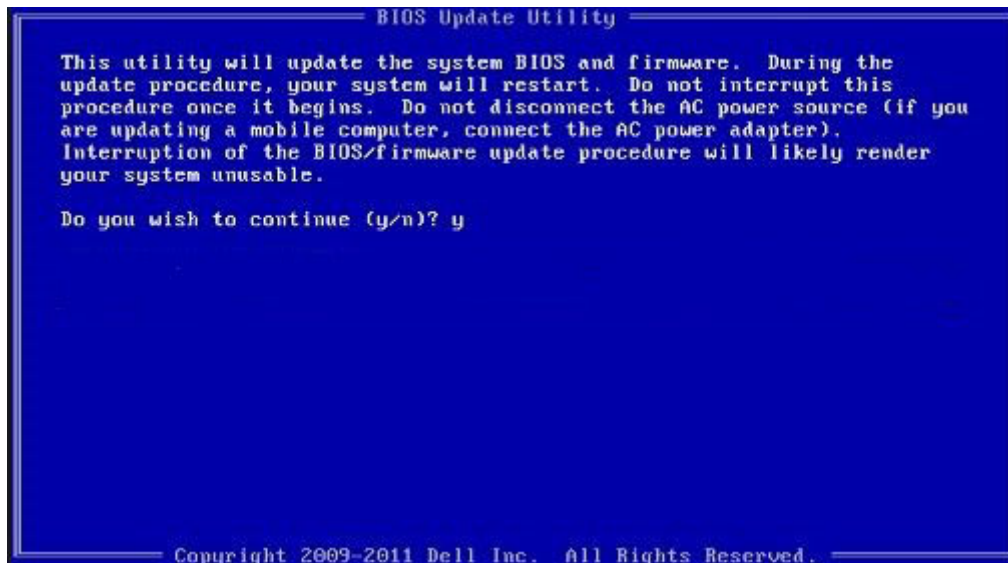 BIOS Update Utility
This utility will update the system BIOS and firmware. During the
update procedure, your system will restart. Do not interrupt this
procedure once it begins. Do not disconnect the AC power source (if you
are updating a mobile computer, connect the AC power adapter).
Interruption of the BIOS/firmware update procedure will likely render
your system unusable.
Do you wish to continue (y/n)? y
Copyright 2009-2011 Dell Inc. All Rights Reserved.